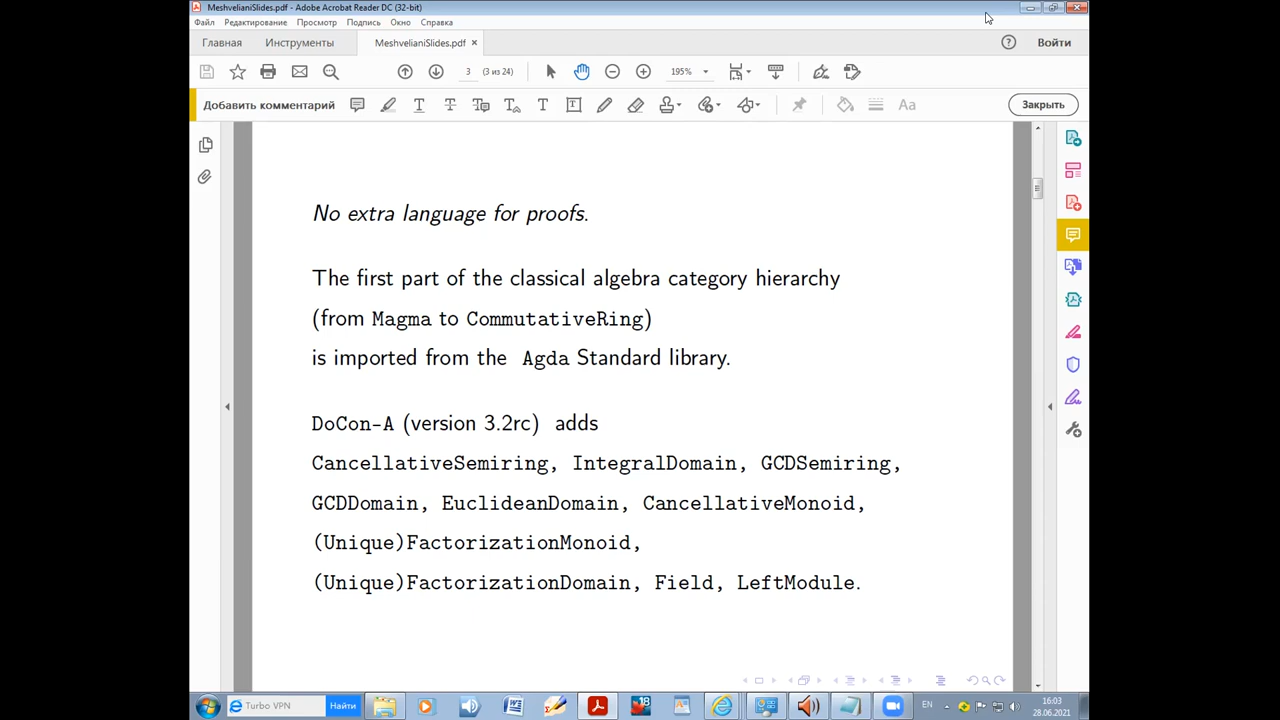 MeshvelianiSlides.pdf - Adobe Acrobat Reader DC (32-bit)
Файл Редактирование Просмотр Подпись Окно Справка
Главная Инструменты MeshvelianiSlides.pdf × Войти
3 (3 из 24) 195%
Добавить комментарий Aa Закрыть
No extra language for proofs.
The first part of the classical algebra category hierarchy
(from Magma to CommutativeRing)
is imported from the Agda Standard library.
DoCon-A (version 3.2rc) adds
CancellativeSemiring, IntegralDomain, GCDSemiring,
GCDDomain, EuclideanDomain, CancellativeMonoid,
(Unique)FactorizationMonoid,
(Unique)FactorizationDomain, Field, LeftModule.
Turbo VPN Найти EN 16:03
28.06.2021